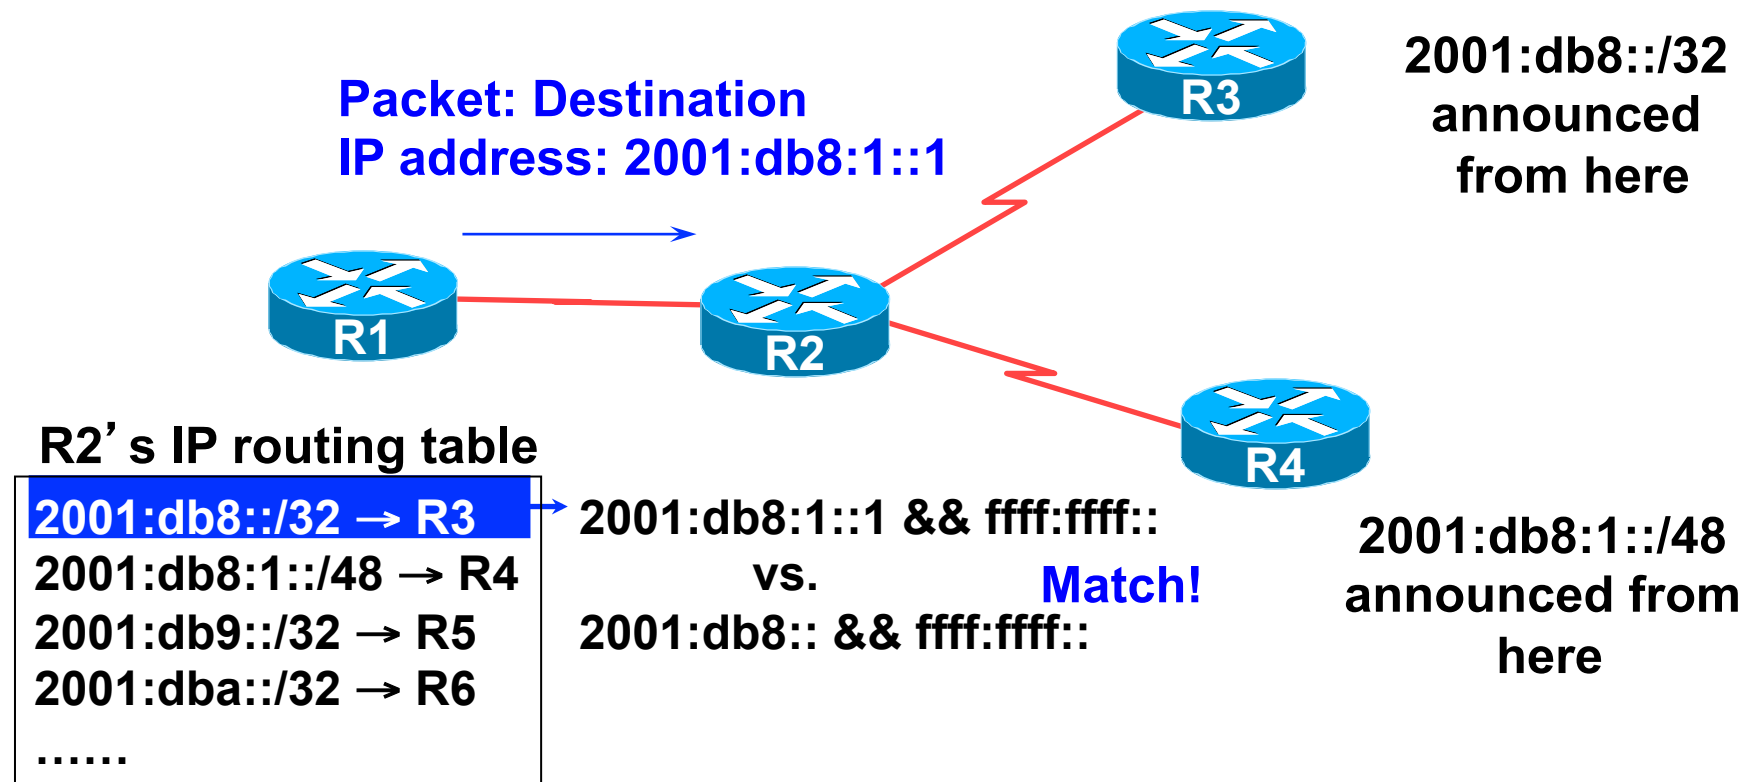 Packet: Destination
IP address: 2001:db8:1::1
R3
2001:db8::/32
announced
from here
R1
R2
R4
R2’s IP routing table
2001:db8::/32 → R3
2001:db8:1::/48 → R4
2001:db9::/32 → R5
2001:dba::/32 → R6
……
2001:db8:1::1 && ffff:ffff::
vs.
Match!
2001:db8:: && ffff:ffff::
2001:db8:1::/48
announced from
here